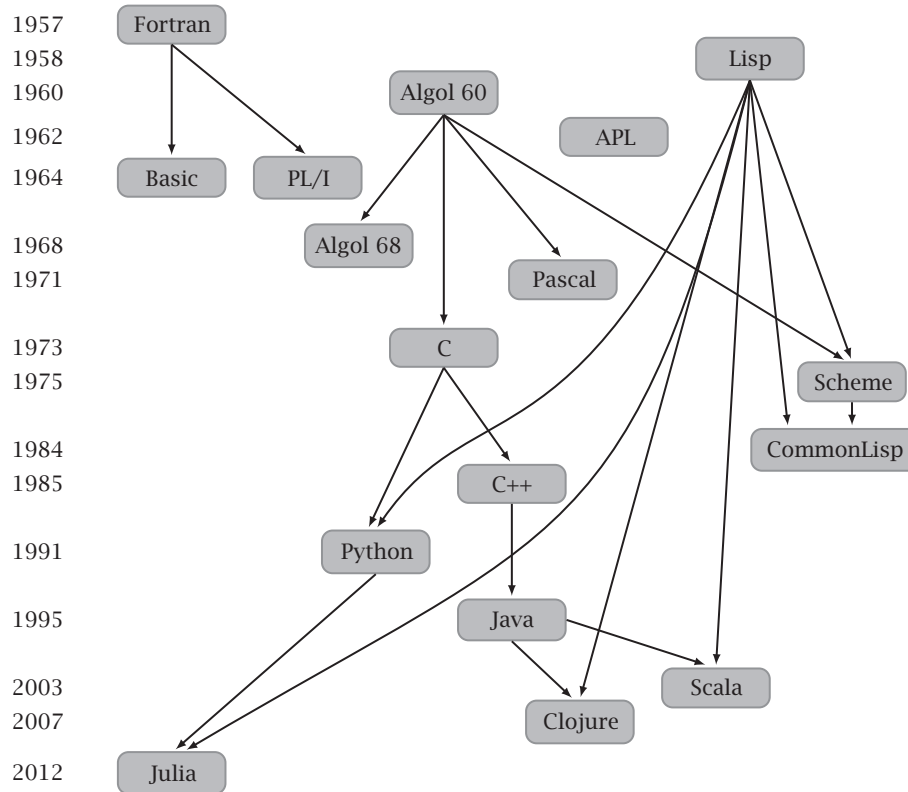 1957 Fortran
1958 Lisp
1960 Algol 60
1962 APL
1964 Basic PL/I
1968 Algol 68
1971 Pascal
1973 C
1975 Scheme
1984 CommonLisp
1985 C++
1991 Python
1995 Java
2003 Scala
2007 Clojure
2012 Julia